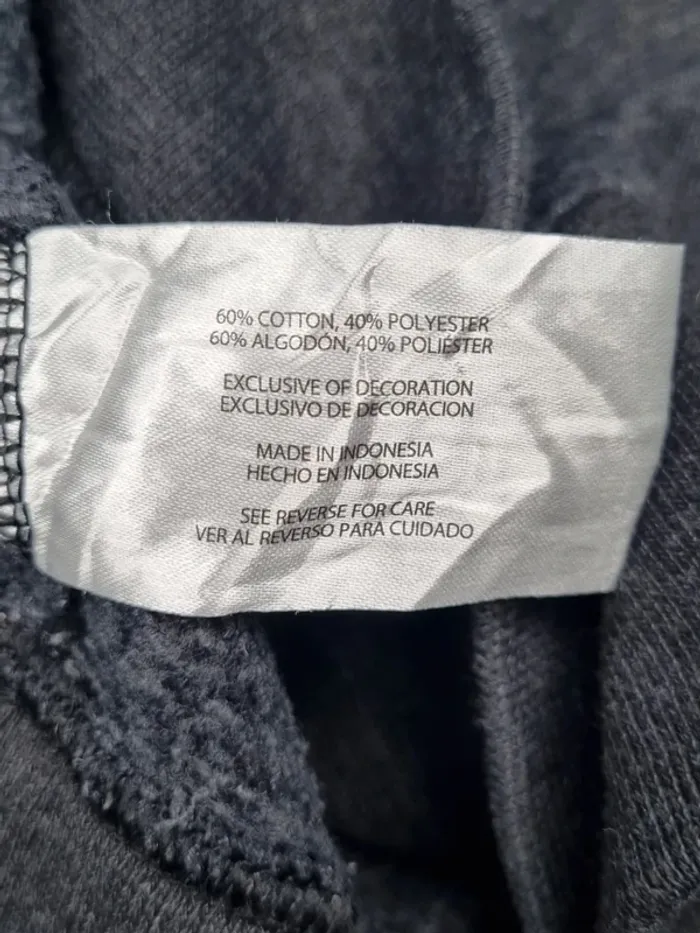 60% COTTON, 40% POLYESTER
60% ALGODÓN, 40% POLIÉSTER
EXCLUSIVE OF DECORATION
EXCLUSIVO DE DECORACION
MADE IN INDONESIA
HECHO EN INDONESIA
SEE REVERSE FOR CARE
VER AL REVERSO PARA CUIDADO